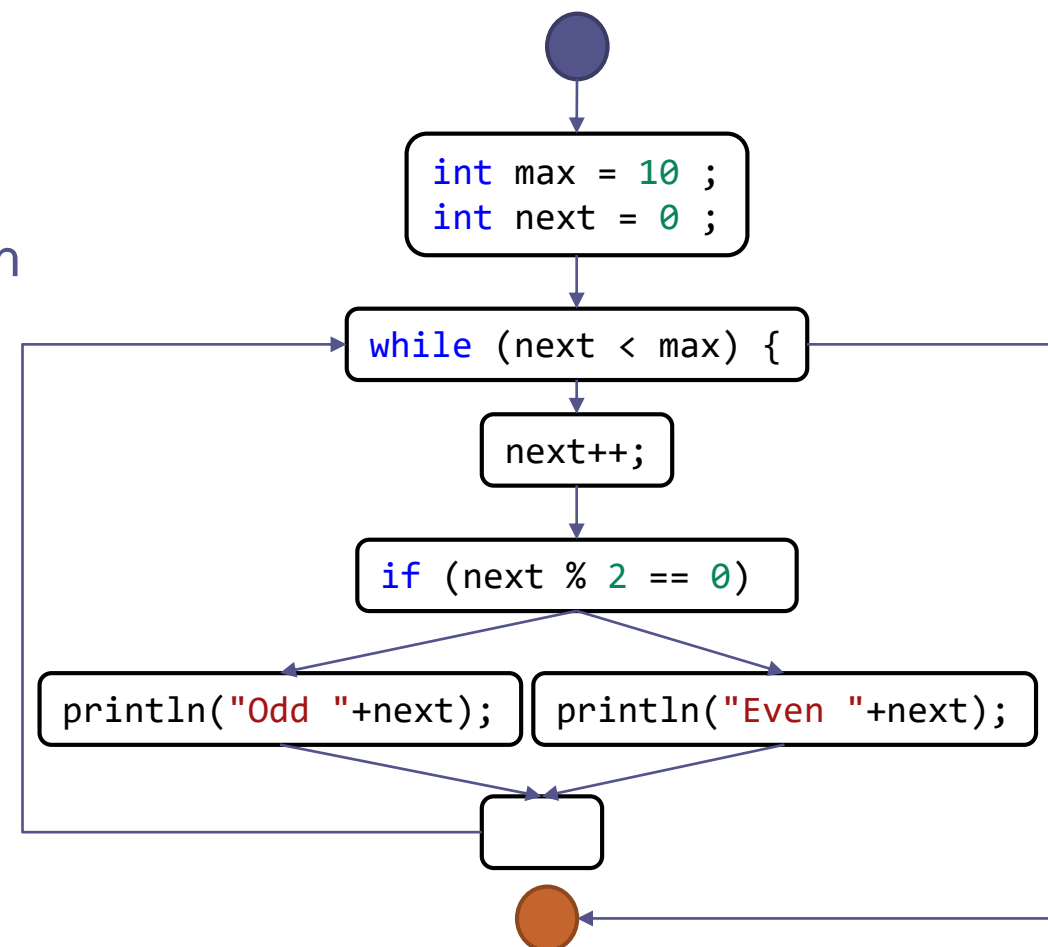 int max = 10 ;
int next = 0 ;
while (next < max) {
next++;
if (next % 2 == 0)
println("Odd "+next);
println("Even "+next);